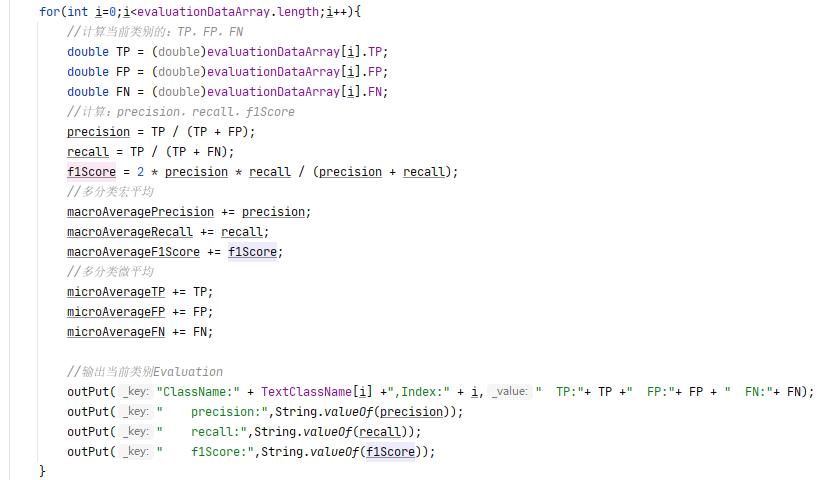 for(int i=0;i<evaluationDataArray.length;i++){
//计算当前类别的：TP，FP，FN
double TP = (double)evaluationDataArray[i].TP;
double FP = (double)evaluationDataArray[i].FP;
double FN = (double)evaluationDataArray[i].FN;
//计算：precision，recall，f1Score
precision = TP / (TP + FP);
recall = TP / (TP + FN);
f1Score = 2 * precision * recall / (precision + recall);
//多分类宏平均
macroAveragePrecision += precision;
macroAverageRecall += recall;
macroAverageF1Score += f1Score;
//多分类微平均
microAverageTP += TP;
microAverageFP += FP;
microAverageFN += FN;
//输出当前类别Evaluation
outPut( _key: "ClassName:" + TextClassName[i] +",Index:" + i, _value: "  TP:"+ TP +"  FP:"+ FP + "  FN:"+ FN);
outPut( _key: "    precision:",String.valueOf(precision));
outPut( _key: "    recall:",String.valueOf(recall));
outPut( _key: "    f1Score:",String.valueOf(f1Score));
}